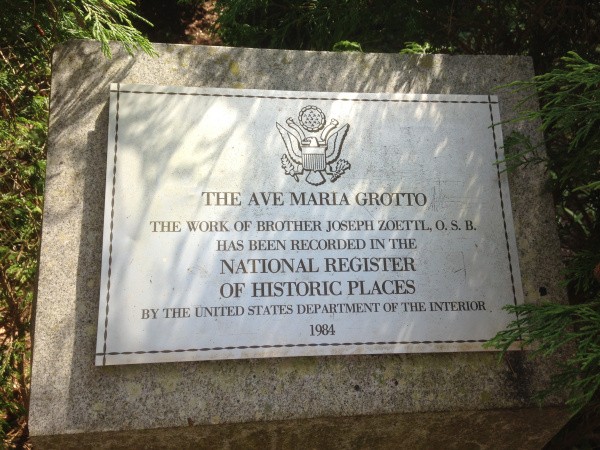 THE AVE MARIA GROTTO
THE WORK OF BROTHER JOSEPH ZOETTL, O. S. B.
HAS BEEN RECORDED IN THE
NATIONAL REGISTER
OF HISTORIC PLACES
BY THE UNITED STATES DEPARTMENT OF THE INTERIOR
1984